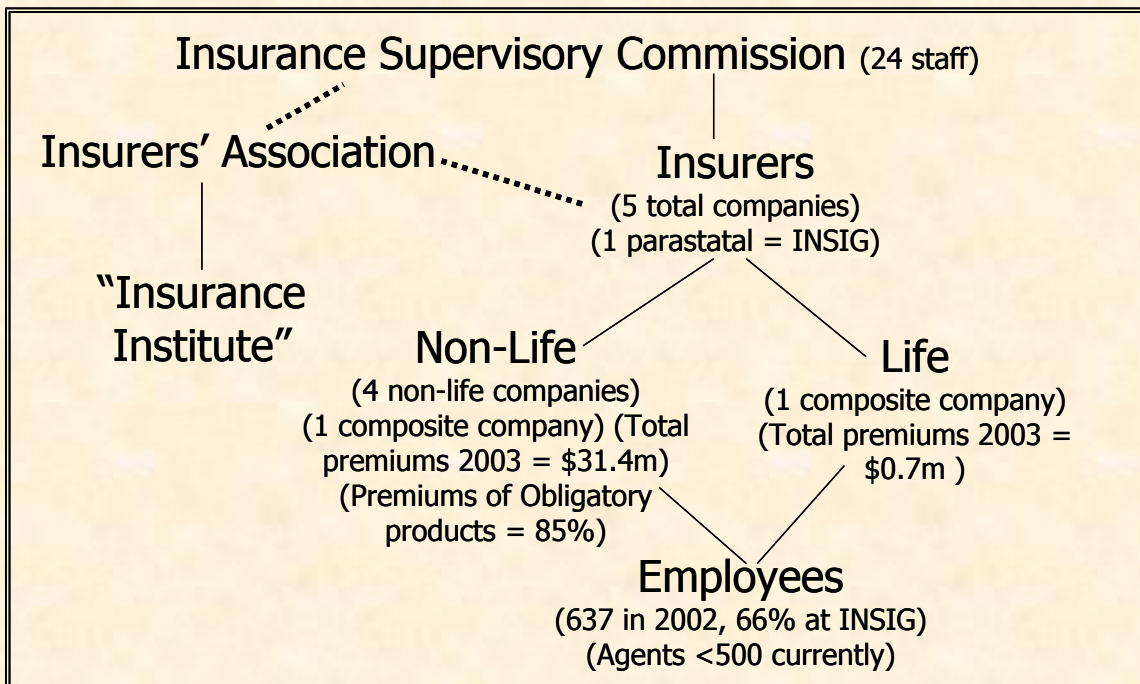 Insurance Supervisory Commission (24 staff)
Insurers’ Association
Insurers
(5 total companies)
(1 parastatal = INSIG)
“Insurance
Institute”
Non-Life
(4 non-life companies)
(1 composite company) (Total
premiums 2003 = $31.4m)
(Premiums of Obligatory
products = 85%)
Life
(1 composite company)
(Total premiums 2003 =
$0.7m )
Employees
(637 in 2002, 66% at INSIG)
(Agents <500 currently)